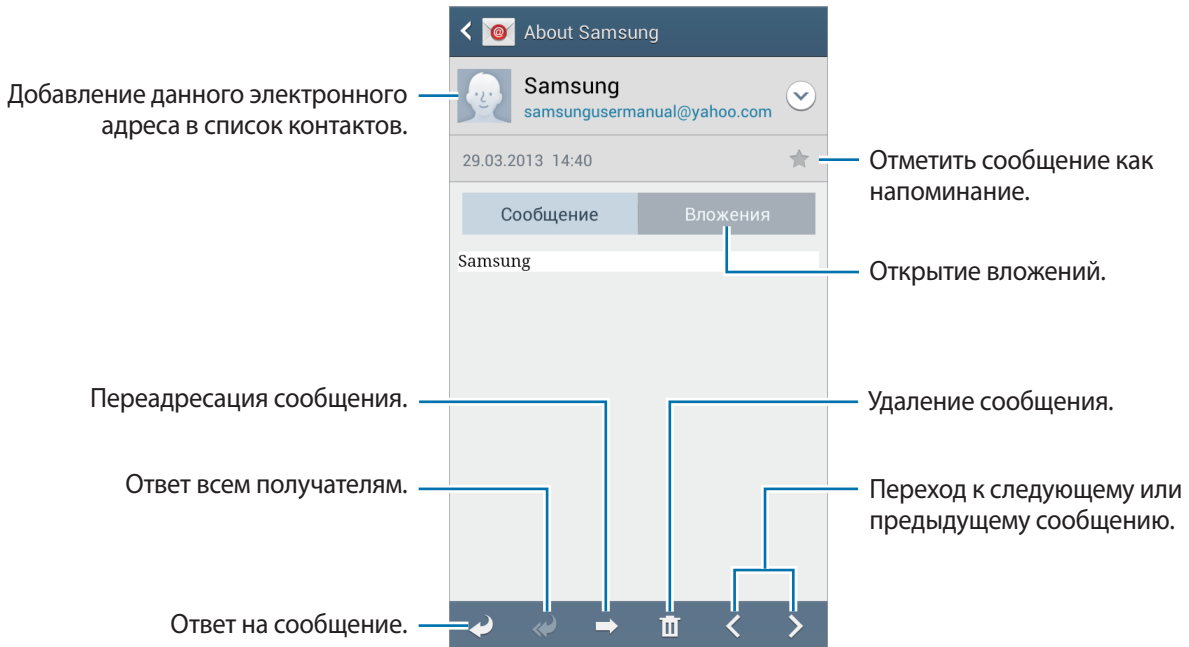 About Samsung
Samsung
samsungusermanual@yahoo.com
Добавление данного электронного
адреса в список контактов.
29.03.2013 14:40
Отметить сообщение как
напоминание.
Сообщение
Вложения
Samsung
Открытие вложений.
Переадресация сообщения.
Удаление сообщения.
Ответ всем получателям.
Переход к следующему или
предыдущему сообщению.
Ответ на сообщение.